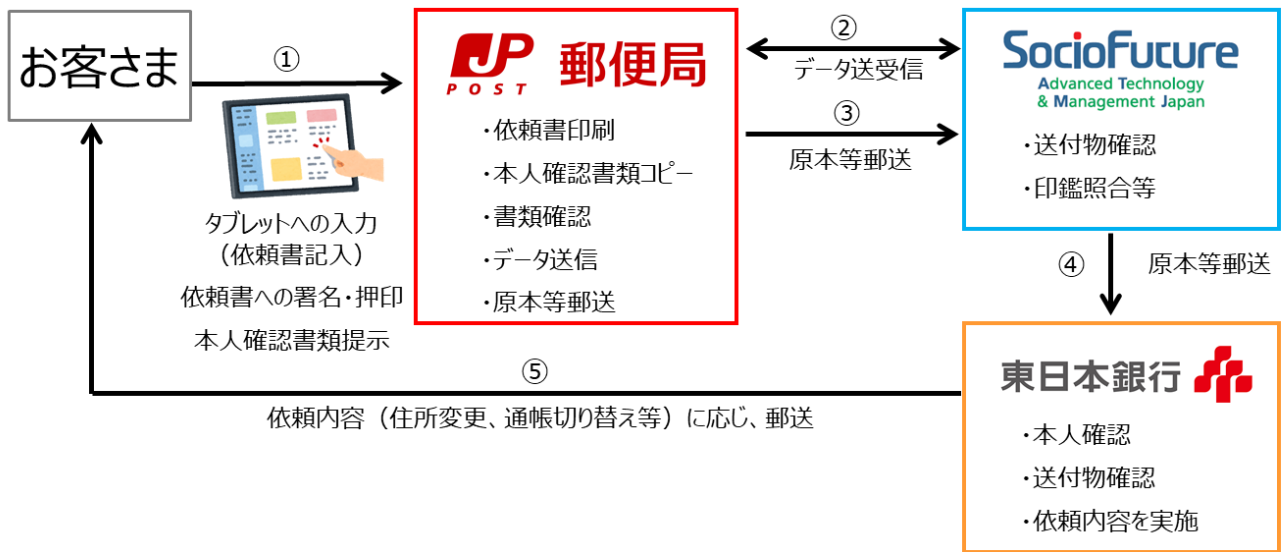 お客さま
①
タブレットへの入力
（依頼書記入）
依頼書への署名・押印
本人確認書類提示
JP
POST
郵便局
・依頼書印刷
・本人確認書類コピー
・書類確認
・データ送信
・原本等郵送
②
データ送受信
③
原本等郵送
SocioFuture
Advanced Technology
& Management Japan
・送付物確認
・印鑑照合等
④
原本等郵送
東日本銀行
・本人確認
・送付物確認
・依頼内容を実施
⑤
依頼内容（住所変更、通帳切り替え等）に応じ、郵送